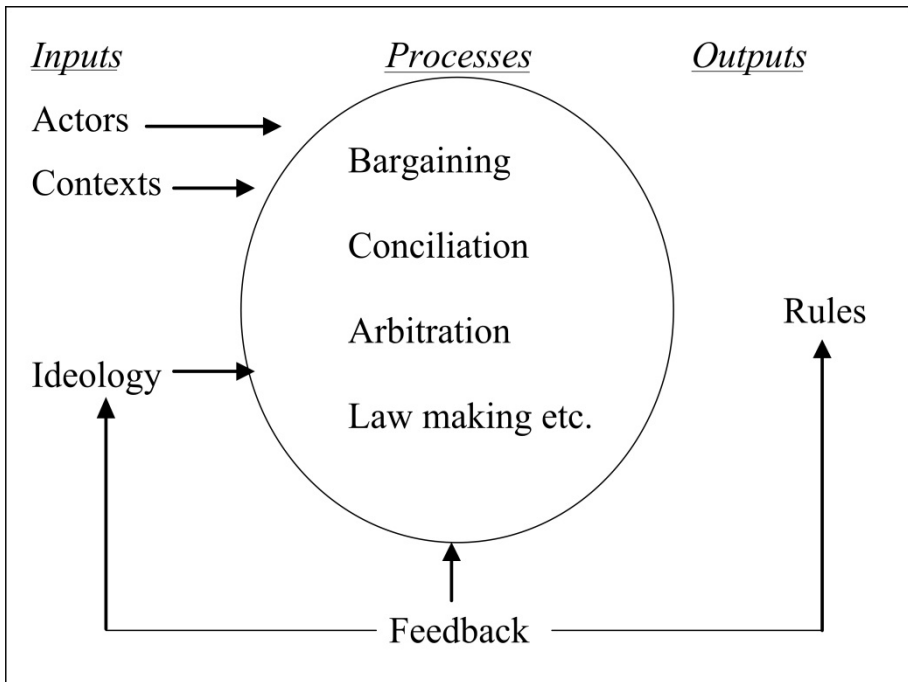 Inputs Processes Outputs
Actors
Contexts
Ideology
Bargaining
Conciliation
Arbitration
Law making etc.
Rules
Feedback